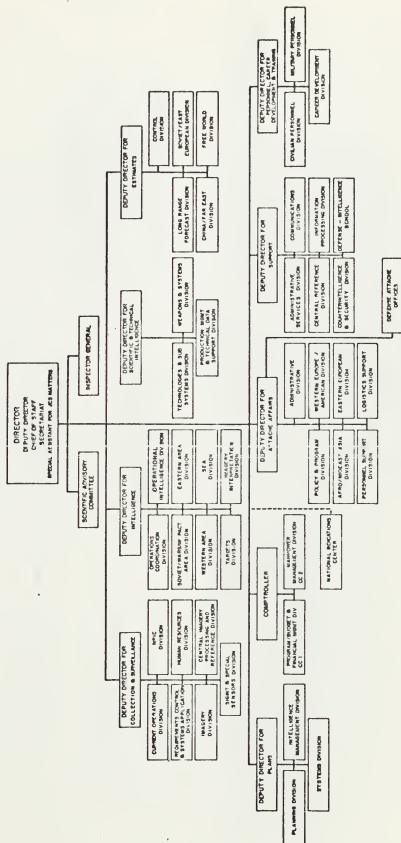 DIRECTOR
DEPUTY DIRECTOR
CHIEF OF STAFF
SECRETARIAT
SPECIAL ASSISTANT FOR JCS MATTERS
SCIENTIFIC ADVISORY
COMMITTEE
INSPECTOR GENERAL
DEPUTY DIRECTOR FOR
COLLECTION & SURVEILLANCE
CURRENT OPERATIONS
DIVISION
DIVISION
REQUIREMENTS CONTROL
& SYSTEMS APPLICATION
DIVISION
HUMAN RESOURCES
DIVISION
IMAGERY
DIVISION
CENTRAL IMAGERY
PROCESSING AND
REFERENCE DIVISION
SIGINT & SPECIAL
SENSORS DIVISION
DEPUTY DIRECTOR FOR
INTELLIGENCE
OPERATIONS
COORDINATION
DIVISION
OPERATIONAL
INTELLIGENCE DIVISION
SOVIET/WARSAW PACT
AREA DIVISION
EASTERN AREA
DIVISION
WESTERN AREA
DIVISION
DIVISION
TARGETS
DIVISION
IMAGERY
INTERPRETATION
DIVISION
DEPUTY DIRECTOR FOR
SCIENTIFIC & TECHNICAL
INTELLIGENCE
TECHNOLOGIES & SUB
SYSTEMS DIVISION
WEAPONS & SYSTEMS
DIVISION
PRODUCTION MGMT
& TECHNICAL DATA
SUPPORT DIVISION
DEPUTY DIRECTOR FOR
ESTIMATES
CONTROL
DIVISION
LONG RANGE
FORECAST DIVISION
SOVIET/EAST
EUROPEAN DIVISION
CHINA/FAR EAST
DIVISION
FREE WORLD
DIVISION
DEPUTY DIRECTOR FOR
PLANS
PLANNING DIVISION
INTELLIGENCE
MANAGEMENT DIVISION
SYSTEMS DIVISION
COMPTROLLER
PROGRAM/BUDGET &
FINANCIAL MGMT DIV
CC 1
MANPOWER
MANAGEMENT DIVISION
CC 2
NATIONAL INDICATIONS
CENTER
DEPUTY DIRECTOR FOR
ATTACHE AFFAIRS
POLICY & PROGRAM
DIVISION
ADMINISTRATIVE
DIVISION
AFRO/MIDEAST/ASIA
DIVISION
WESTERN EUROPE/
AMERICAN DIVISION
PERSONNEL SUPPORT
DIVISION
EASTERN EUROPEAN
DIVISION
LOGISTICS SUPPORT
DIVISION
DEFENSE ATTACHE
OFFICES
DEPUTY DIRECTOR FOR
SUPPORT
ADMINISTRATIVE
SERVICES DIVISION
COMMUNICATIONS
DIVISION
CENTRAL REFERENCE
DIVISION
INFORMATION
PROCESSING DIVISION
COUNTERINTELLIGENCE
& SECURITY DIVISION
DEFENSE INTELLIGENCE
SCHOOL
DEPUTY DIRECTOR FOR
PERSONNEL, CAREER
DEVELOPMENT & TRAINING
CIVILIAN PERSONNEL
DIVISION
MILITARY PERSONNEL
DIVISION
CAREER DEVELOPMENT
DIVISION